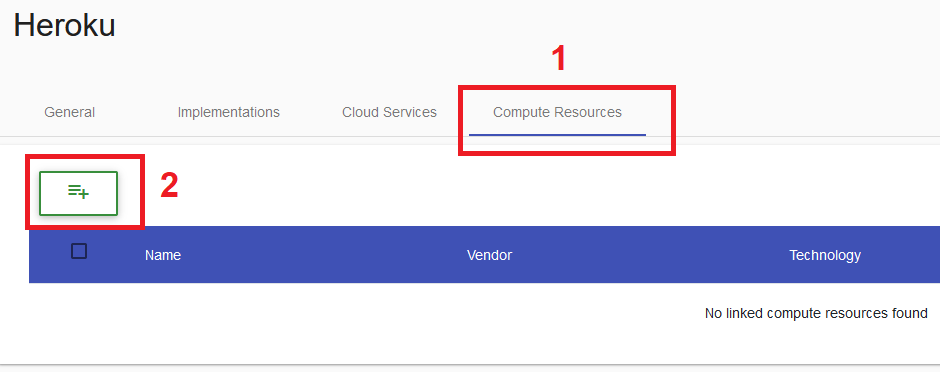 Heroku
1
General Implementations Cloud Services Compute Resources
2
Name Vendor Technology
No linked compute resources found